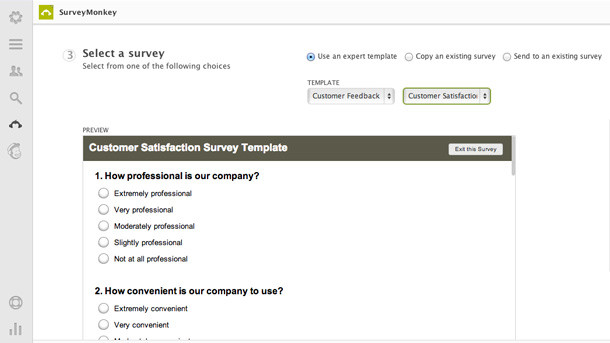 SurveyMonkey
3 Select a survey
Select from one of the following choices
Use an expert template Copy an existing survey Send to an existing survey
TEMPLATE
Customer Feedback Customer Satisfaction
PREVIEW
Customer Satisfaction Survey Template Exit this Survey
1. How professional is our company?
Extremely professional
Very professional
Moderately professional
Slightly professional
Not at all professional
2. How convenient is our company to use?
Extremely convenient
Very convenient